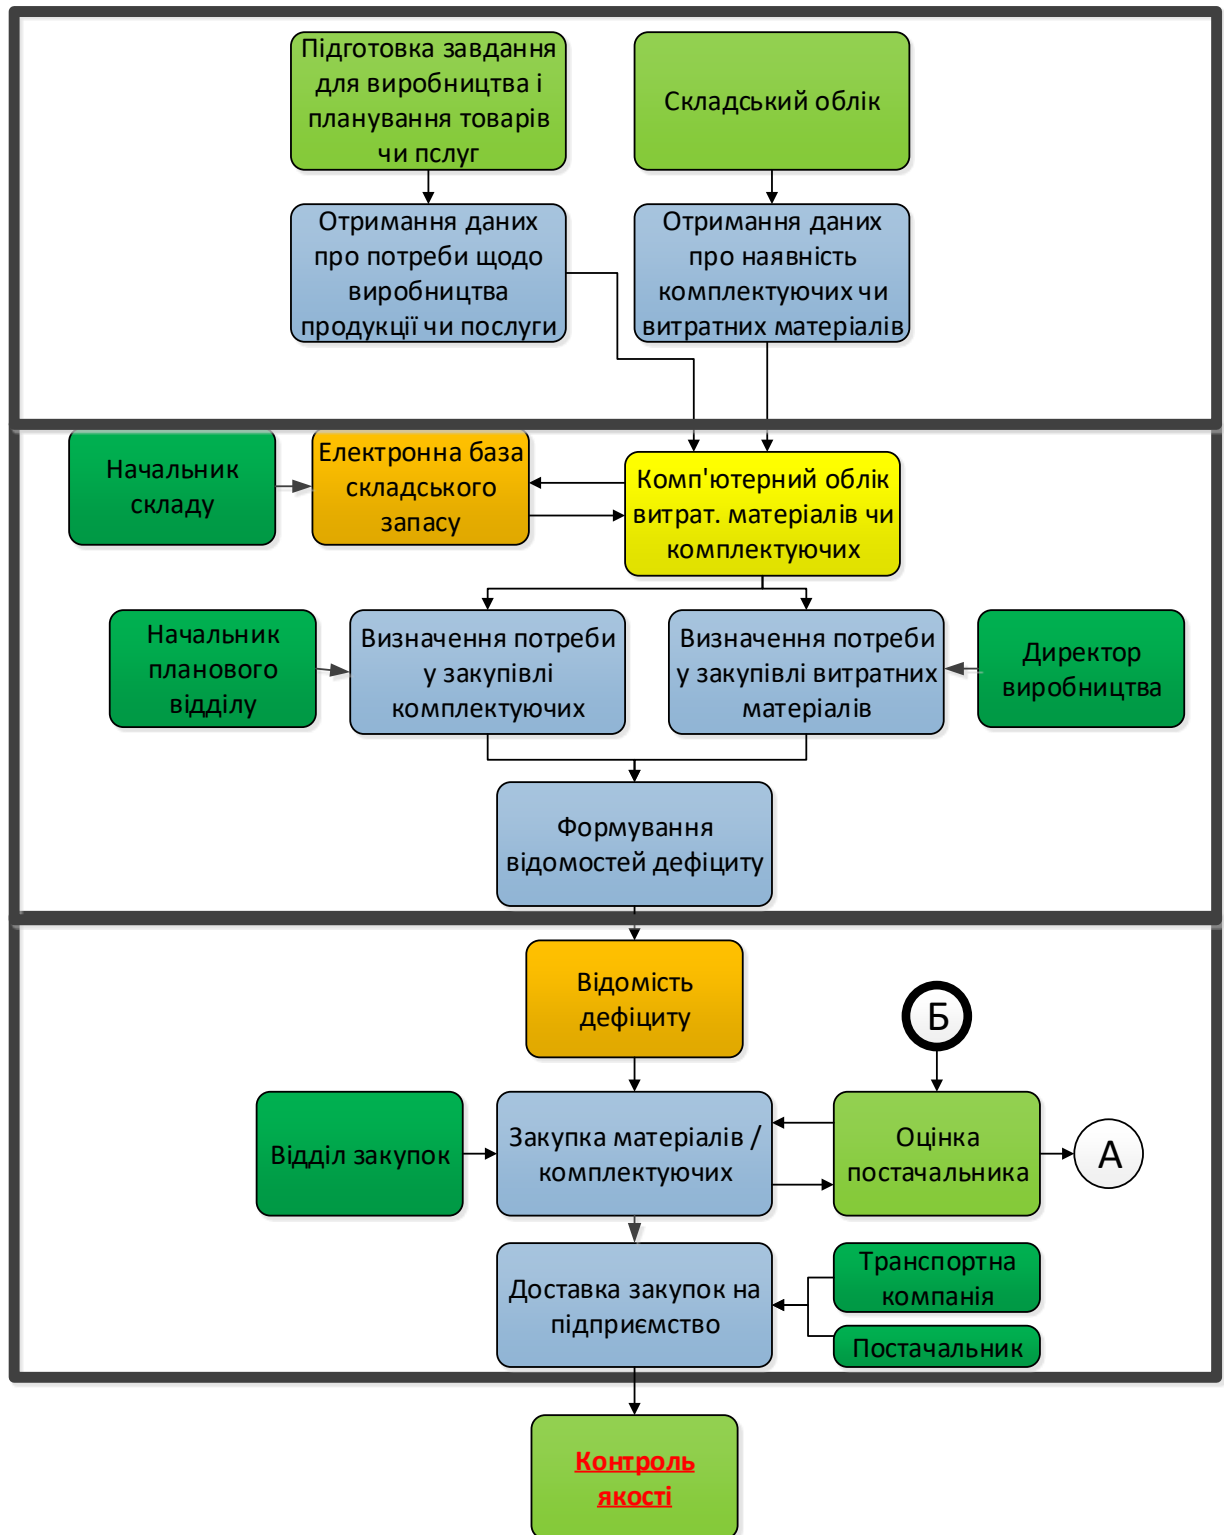 Підготовка завдання
для виробництва і
планування товарів
чи пслуг
Складський облік
Отримання даних
про потреби щодо
виробництва
продукції чи послуги
Отримання даних
про наявність
комплектуючих чи
витратних матеріалів
Начальник
складу
Електронна база
складського
запасу
Комп'ютерний облік
витрат. матеріалів чи
комплектуючих
Начальник
планового
відділу
Визначення потреби
у закупівлі
комплектуючих
Визначення потреби
у закупівлі витратних
матеріалів
Директор
виробництва
Формування
відомостей дефіциту
Відомість
дефіциту
Б
Відділ закупок
Закупка матеріалів /
комплектуючих
Оцінка
постачальника
А
Доставка закупок на
підприємство
Транспортна
компанія
Постачальник
Контроль
якості